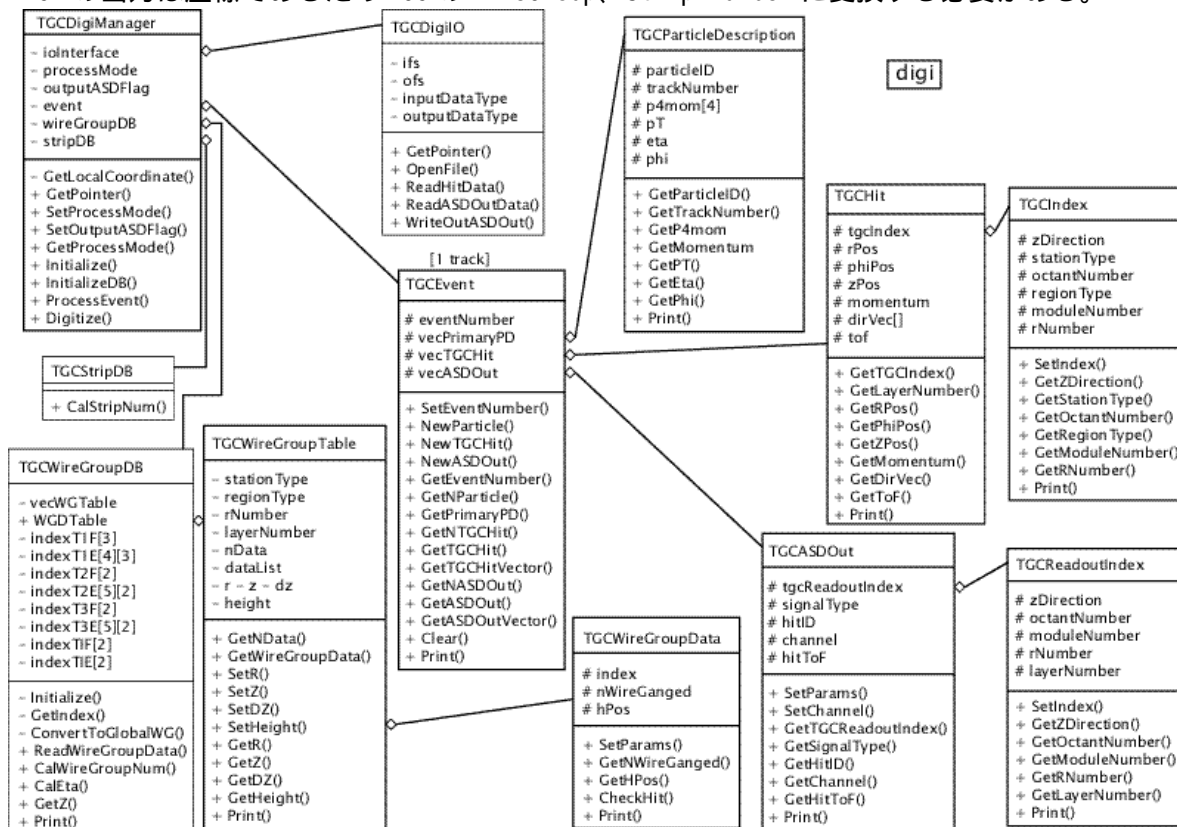 TGCDigiManager
- ioInterface
- processMode
- outputASDFlag
- event
- wireGroupDB
- stripDB
- GetLocalCoordinate()
+ GetPointer()
+ SetProcessMode()
+ SetOutputASDFlag()
+ GetProcessMode()
+ Initialize()
+ InitializeDB()
+ ProcessEvent()
+ Digitize()
TGCDigiIO
- ifs
- ofs
- inputDataType
- outputDataType
+ GetPointer()
+ OpenFile()
+ ReadHitData()
+ ReadASDOutData()
+ WriteOutASDOut()
TGCParticleDescription
# particleID
# trackNumber
# p4mom[4]
# pT
# eta
# phi
+ GetParticleID()
+ GetTrackNumber()
+ GetP4mom
+ GetMomentum
+ GetPT()
+ GetEta()
+ GetPhi()
+ Print()
digi
TGCHit
# tgcIndex
# rPos
# phiPos
# zPos
# momentum
# dirVec[]
# tof
+ GetTGCIndex()
+ GetLayerNumber()
+ GetRPos()
+ GetPhiPos()
+ GetZPos()
+ GetMomentum()
+ GetDirVec()
+ GetToF()
+ Print()
TGCIndex
# zDirection
# stationType
# octantNumber
# regionType
# moduleNumber
# rNumber
+ SetIndex()
+ GetZDirection()
+ GetStationType()
+ GetOctantNumber()
+ GetRegionType()
+ GetModuleNumber()
+ GetRNumber()
+ Print()
[1 track]
TGCEvent
# eventNumber
# vecPrimaryPD
# vecTGCHit
# vecASDOut
+ SetEventNumber()
+ NewParticle()
+ NewTGCHit()
+ NewASDOut()
+ GetEventNumber()
+ GetNParticle()
+ GetPrimaryPD()
+ GetNTGCHit()
+ GetTGCHit()
+ GetTGCHitVector()
+ GetNASDOut()
+ GetASDOut()
+ GetASDOutVector()
+ Clear()
+ Print()
TGCStripDB
+ CalStripNum()
TGCWireGroupDB
- vecWGTable
+ WGDTable
- indexT1F[3]
- indexT1E[4][3]
- indexT2F[2]
- indexT2E[5][2]
- indexT3F[2]
- indexT3E[5][2]
- indexTIF[2]
- indexTIE[2]
- Initialize()
- GetIndex()
- ConvertToGlobalWG()
+ ReadWireGroupData()
+ CalWireGroupNum()
+ CalEta()
+ GetZ()
+ Print()
TGCWireGroupTable
- stationType
- regionType
- rNumber
- layerNumber
- nData
- dataList
- r - z - dz
- height
+ GetNData()
+ GetWireGroupData()
+ SetR()
+ SetZ()
+ SetDZ()
+ SetHeight()
+ GetR()
+ GetZ()
+ GetDZ()
+ GetHeight()
+ Print()
TGCWireGroupData
# index
# nWireGanged
# hPos
+ SetParams()
+ GetNWireGanged()
+ GetHPos()
+ CheckHit()
+ Print()
TGCASDOut
# tgcReadoutIndex
# signalType
# hitID
# channel
# hitToF
+ SetParams()
+ SetChannel()
+ GetTGCReadoutIndex()
+ GetSignalType()
+ GetHitID()
+ GetChannel()
+ GetHitToF()
+ Print()
TGCReadoutIndex
# zDirection
# octantNumber
# moduleNumber
# rNumber
# layerNumber
+ SetIndex()
+ GetZDirection()
+ GetOctantNumber()
+ GetModuleNumber()
+ GetRNumber()
+ GetLayerNumber()
+ Print()